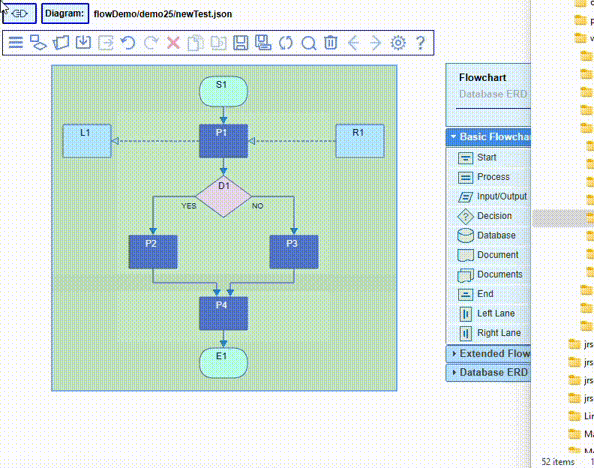 Diagram: flowDemo/demo25/newTest.json
?
Flowchart
Database ERD
Basic Flowchar
Start
Process
Input/Output
Decision
Database
Document
Documents
End
Left Lane
Right Lane
Extended Flow
Database ERD
S1
L1
P1
R1
D1
YES
NO
P2
P3
P4
E1
jrs
jrs
jrs
jrs
Lin
Ma
52 items